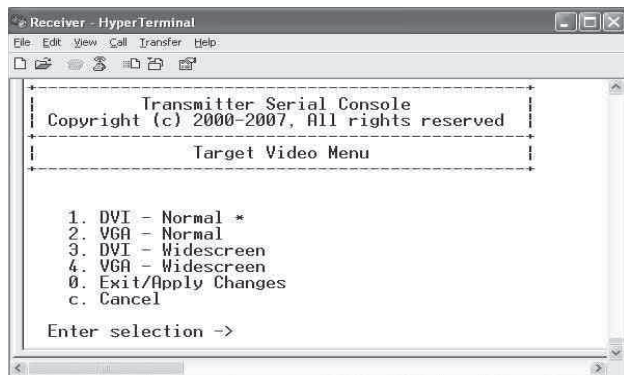 Receiver - HyperTerminal
File Edit View Call Transfer Help
Transmitter Serial Console
Copyright (c) 2000-2007, All rights reserved
Target Video Menu
1. DVI - Normal *
2. VGA - Normal
3. DVI - Widescreen
4. VGA - Widescreen
0. Exit/Apply Changes
c. Cancel
Enter selection ->